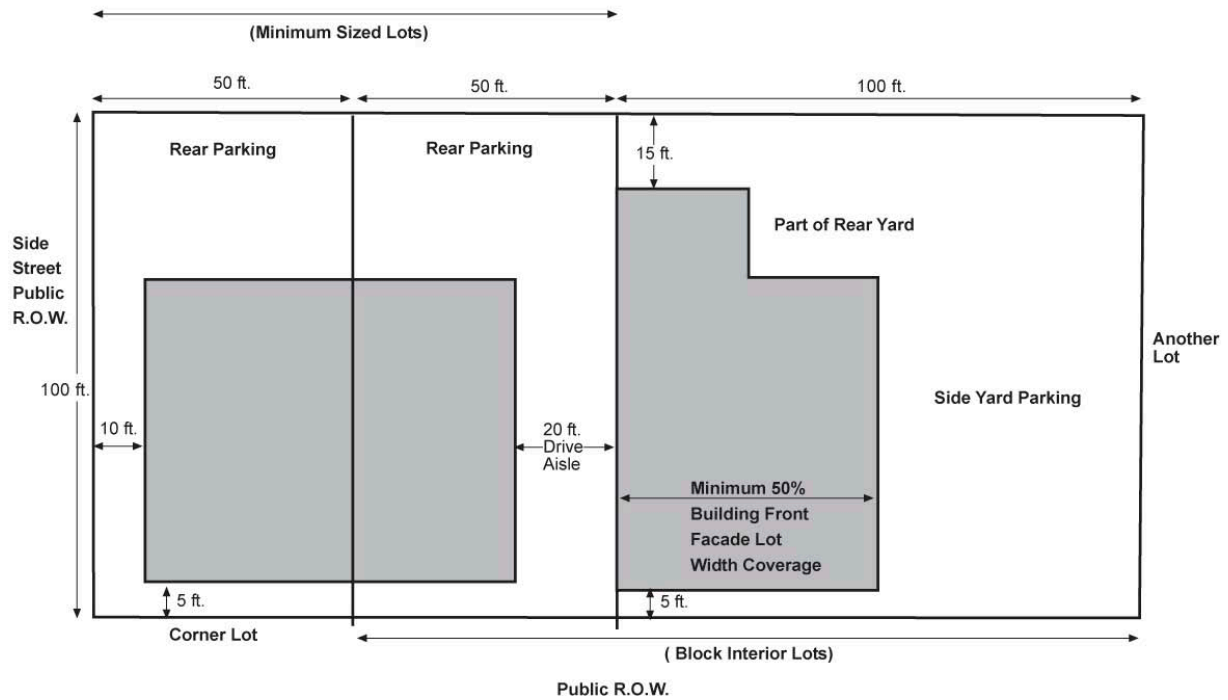 (Minimum Sized Lots)
50 ft.
50 ft.
100 ft.
Rear Parking
Rear Parking
15 ft.
Part of Rear Yard
Side
Street
Public
R.O.W.
Another
Lot
100 ft.
Side Yard Parking
10 ft.
20 ft.
Drive
Aisle
Minimum 50%
Building Front
Facade Lot
Width Coverage
5 ft.
5 ft.
Corner Lot
( Block Interior Lots)
Public R.O.W.